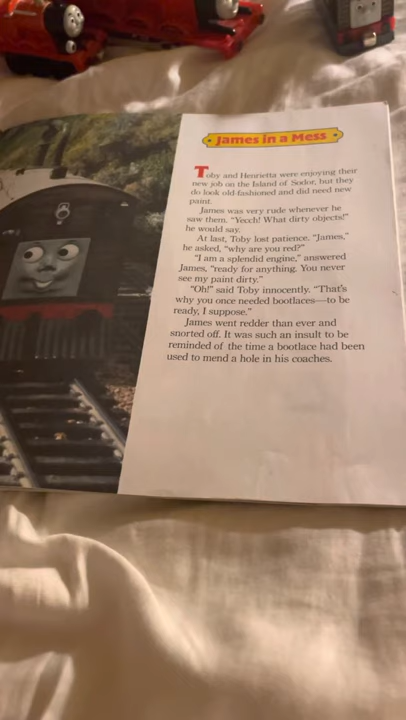 James in a Mess
Toby and Henrietta were enjoying their
new job on the Island of Sodor, but they
do look old-fashioned and did need new
paint.
James was very rude whenever he
saw them. "Yecch! What dirty objects!"
he would say.
At last, Toby lost patience. "James,"
he asked, "why are you red?"
"I am a splendid engine," answered
James, "ready for anything. You never
see my paint dirty."
"Oh!" said Toby innocently. "That's
why you once needed bootlaces—to be
ready, I suppose."
James went redder than ever and
snorted off. It was such an insult to be
reminded of the time a bootlace had been
used to mend a hole in his coaches.